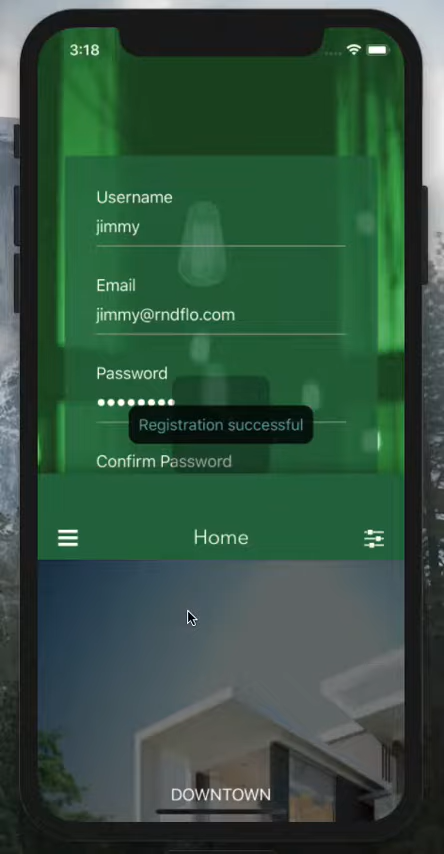 3:18
Username
jimmy
Email
jimmy@rndflo.com
Password
Registration successful
Confirm Password
Home
DOWNTOWN